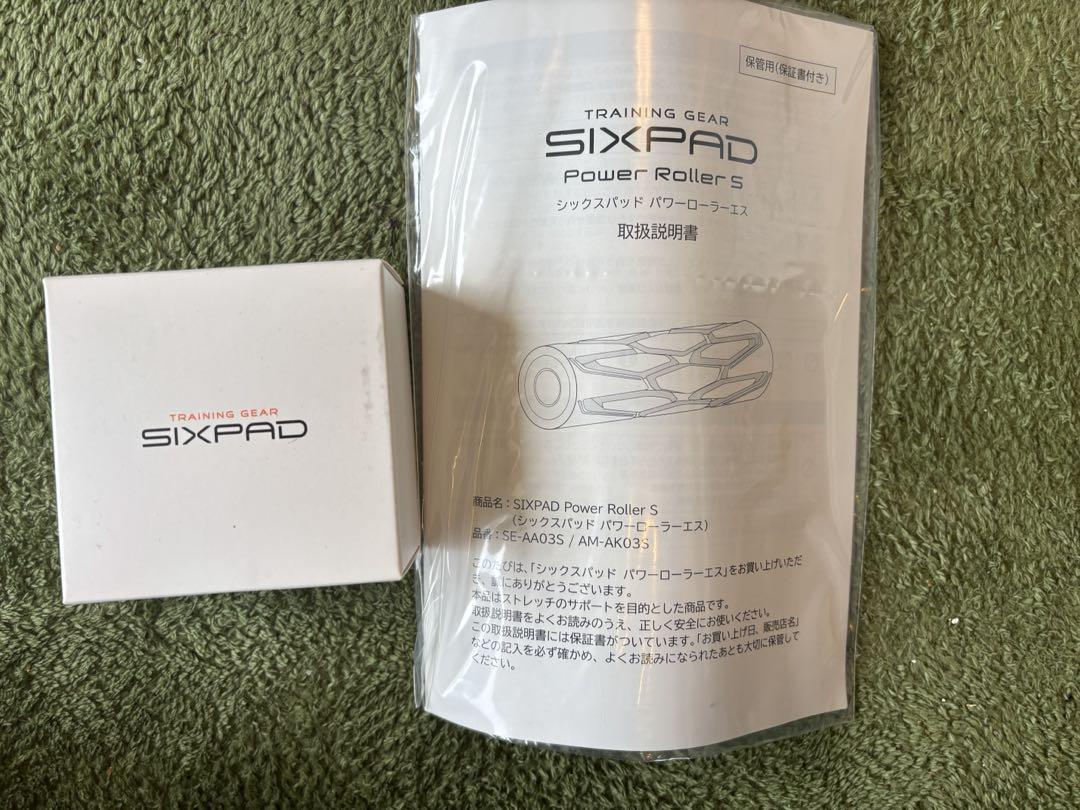 TRAINING GEAR
SIXPAD
保管用(保証書付き)
TRAINING GEAR
SIXPAD
Power Roller S
シックスパッド パワーローラーエス
取扱説明書
商品名：SIXPAD Power Roller S
（シックスパッド パワーローラーエス）
品番：SE-AA03S / AM-AK03S
このたびは、「シックスパッド パワーローラーエス」をお買い上げいただ
き、誠にありがとうございます。
本品はストレッチのサポートを目的とした商品です。
取扱説明書をよくお読みのうえ、正しく安全にお使いください。
この取扱説明書には保証書がついています。「お買い上げ日、販売店名」
などの記入を必ず確かめ、よくお読みになられたあとも大切に保管して
ください。